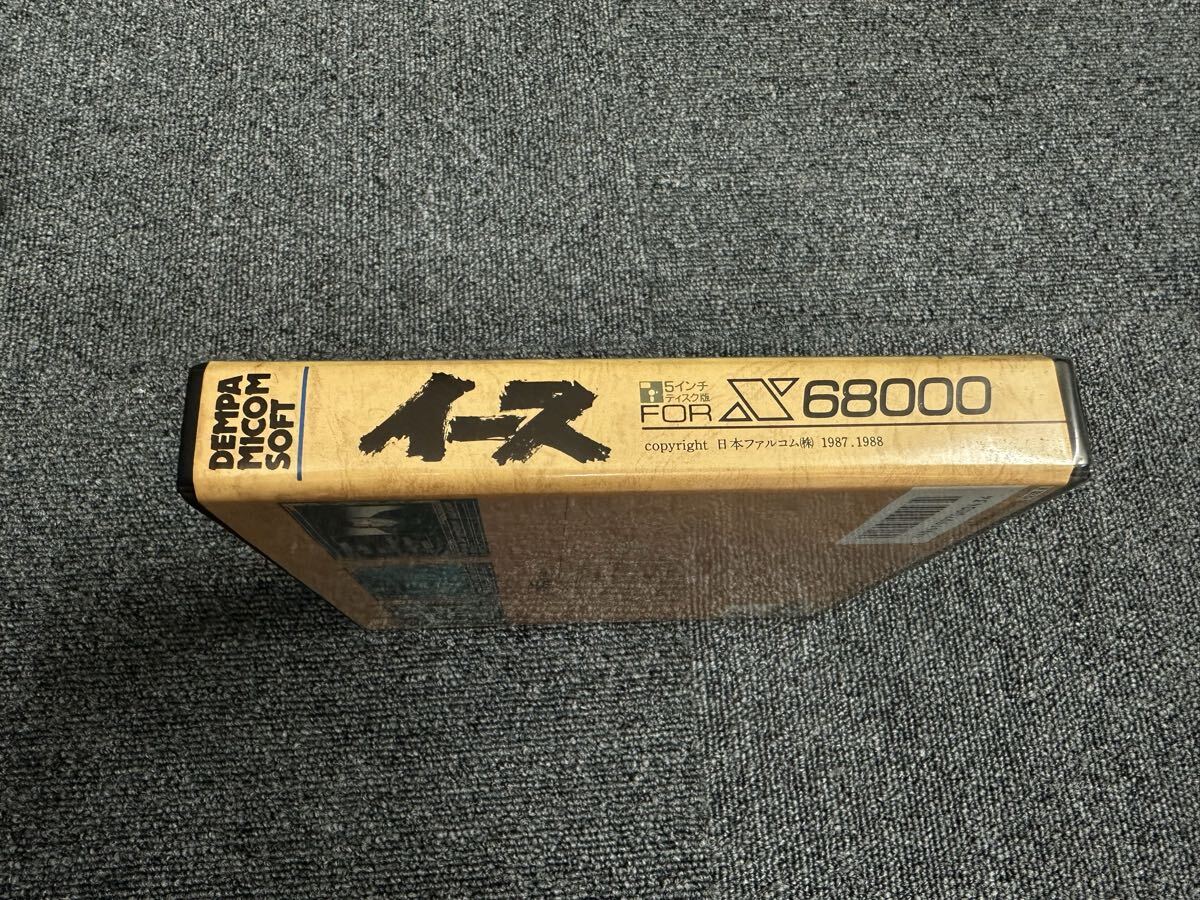 DEMPA
MICOM
SOFT
イース
5インチ
ディスク版
FOR X68000
copyright 日本ファルコム(株) 1987.1988